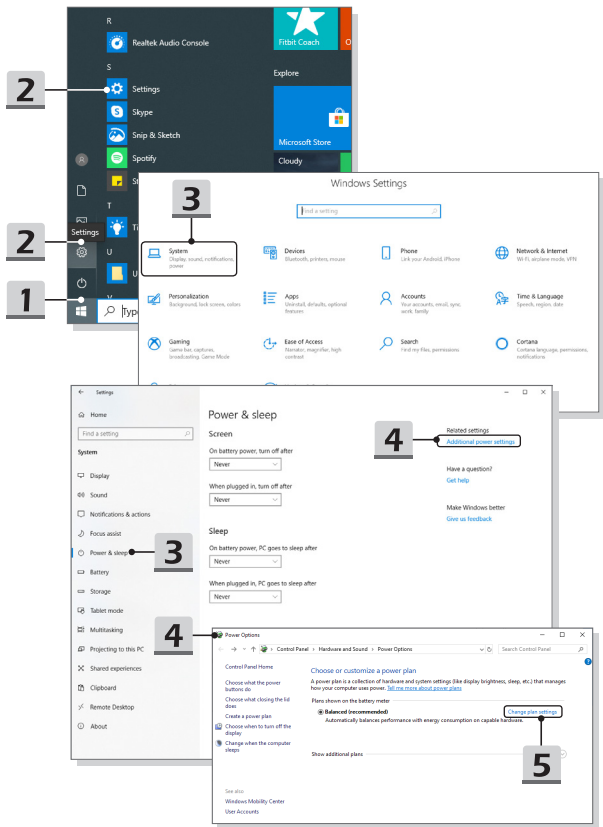 R
Realtek Audio Console
S
2
Settings
Skype
Snip & Sketch
Spotify
St
T
Settings
2
Ti
U
U
V
1
Type
Fitbit Coach
O
Explore
Microsoft Store
Cloudy
Windows Settings
3
Find a setting
System
Display, sound, notifications,
power
Devices
Bluetooth, printers, mouse
Phone
Link your Android, iPhone
Network & Internet
Wi-Fi, airplane mode, VPN
Personalization
Background, lock screen, colors
Apps
Uninstall, defaults, optional
features
Accounts
Your accounts, email, sync,
work, family
Time & Language
Speech, region, date
Gaming
Game bar, captures,
broadcasting, Game Mode
Ease of Access
Narrator, magnifier, high
contrast
Search
Find my files, permissions
Cortana
Cortana language, permissions,
notifications
Settings
Home
Find a setting
System
Display
Sound
Notifications & actions
Focus assist
Power & sleep
3
Battery
Storage
Tablet mode
Multitasking
Projecting to this PC
Shared experiences
Clipboard
Remote Desktop
About
Power & sleep
Screen
On battery power, turn off after
Never
When plugged in, turn off after
Never
Sleep
On battery power, PC goes to sleep after
Never
When plugged in, PC goes to sleep after
Never
4
Related settings
Additional power settings
Have a question?
Get help
Make Windows better
Give us feedback
4
Power Options
Control Panel > Hardware and Sound > Power Options
Search Control Panel
Control Panel Home
Choose what the power
buttons do
Choose what closing the lid
does
Create a power plan
Choose when to turn off the
display
Change when the computer
sleeps
See also
Windows Mobility Center
User Accounts
?
Choose or customize a power plan
A power plan is a collection of hardware and system settings (like display brightness, sleep, etc.) that manages
how your computer uses power. Tell me more about power plans
Plans shown on the battery meter
Balanced (recommended)
Change plan settings
Automatically balances performance with energy consumption on capable hardware.
Show additional plans
5